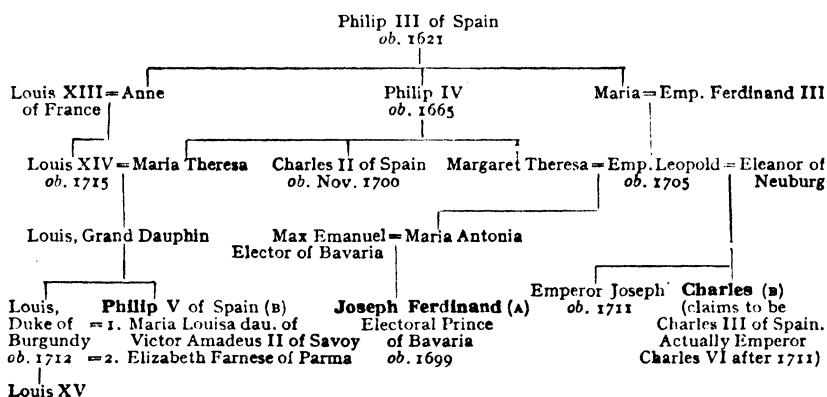 Philip III of Spain
ob. 1621
Louis XIII = Anne
of France
Philip IV
ob. 1665
Maria = Emp. Ferdinand III
Louis XIV = Maria Theresa
ob. 1715
Charles II of Spain
ob. Nov. 1700
Margaret Theresa = Emp. Leopold = Eleanor of
ob. 1705
Neuburg
Louis, Grand Dauphin
Max Emanuel = Maria Antonia
Elector of Bavaria
Louis,
Duke of
Burgundy
ob. 1712
Louis XV
Philip V of Spain (B)
= 1. Maria Louisa dau. of
Victor Amadeus II of Savoy
= 2. Elizabeth Farnese of Parma
Joseph Ferdinand (A)
Electoral Prince
of Bavaria
ob. 1699
Emperor Joseph
ob. 1711
Charles (B)
(claims to be
Charles III of Spain.
Actually Emperor
Charles VI after 1711)